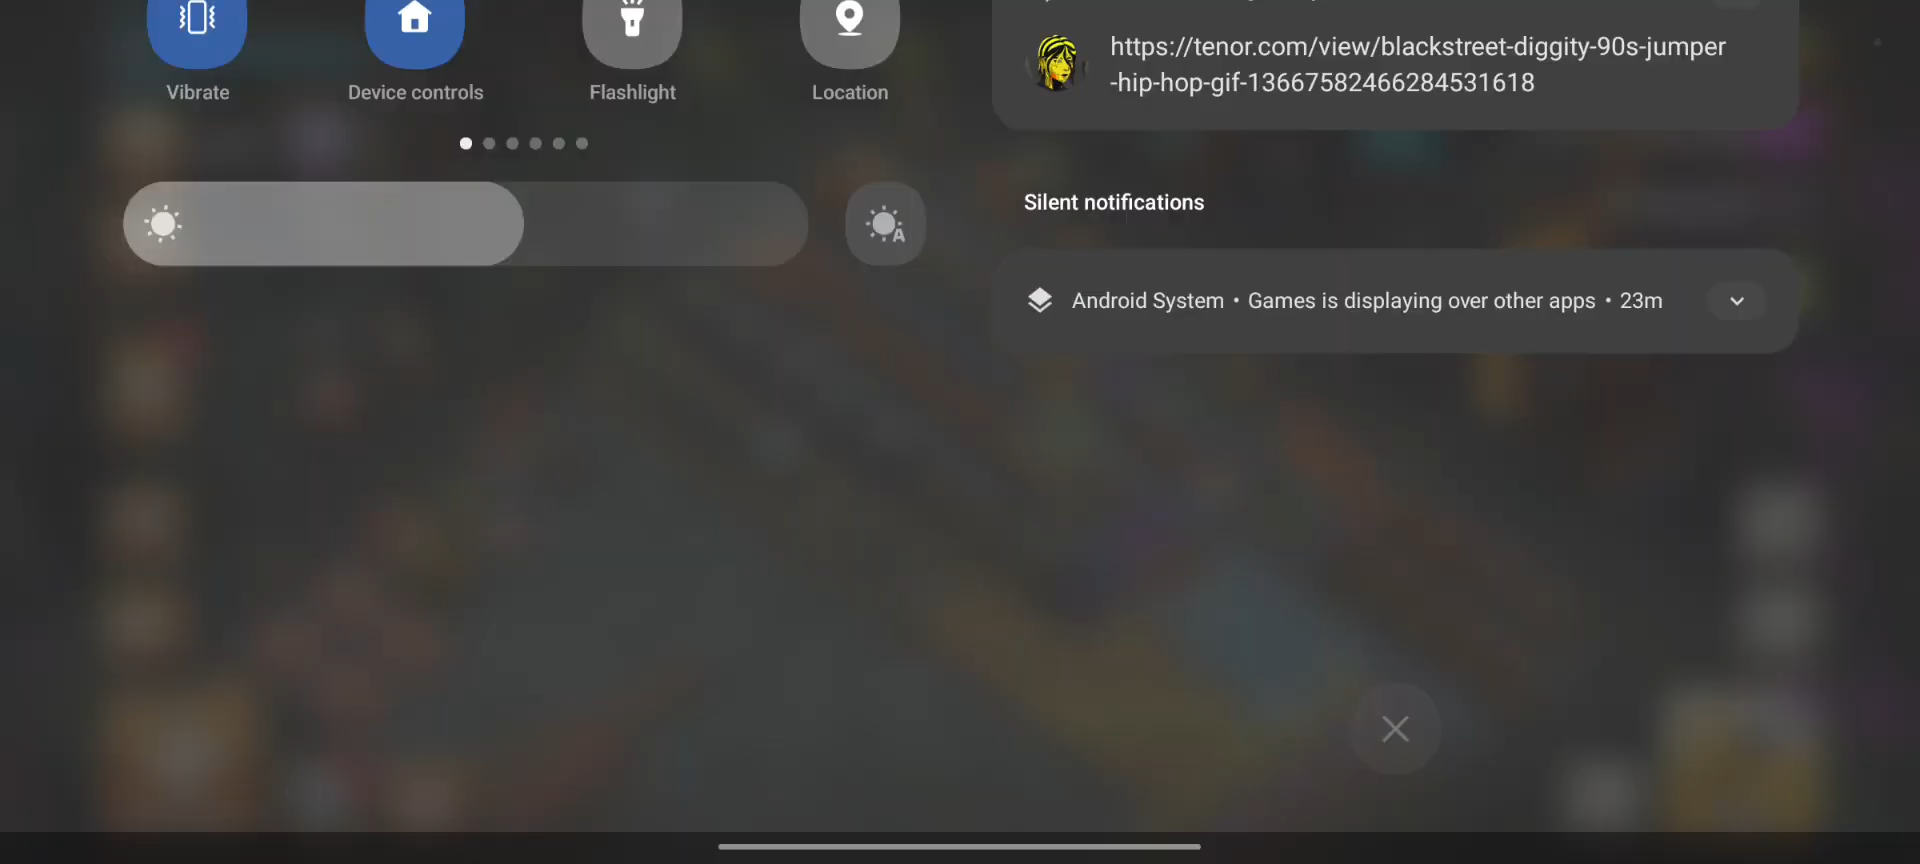 Vibrate
Device controls
Flashlight
Location
A
https://tenor.com/view/blackstreet-diggity-90s-jumper
-hip-hop-gif-13667582466284531618
Silent notifications
Android System • Games is displaying over other apps • 23m